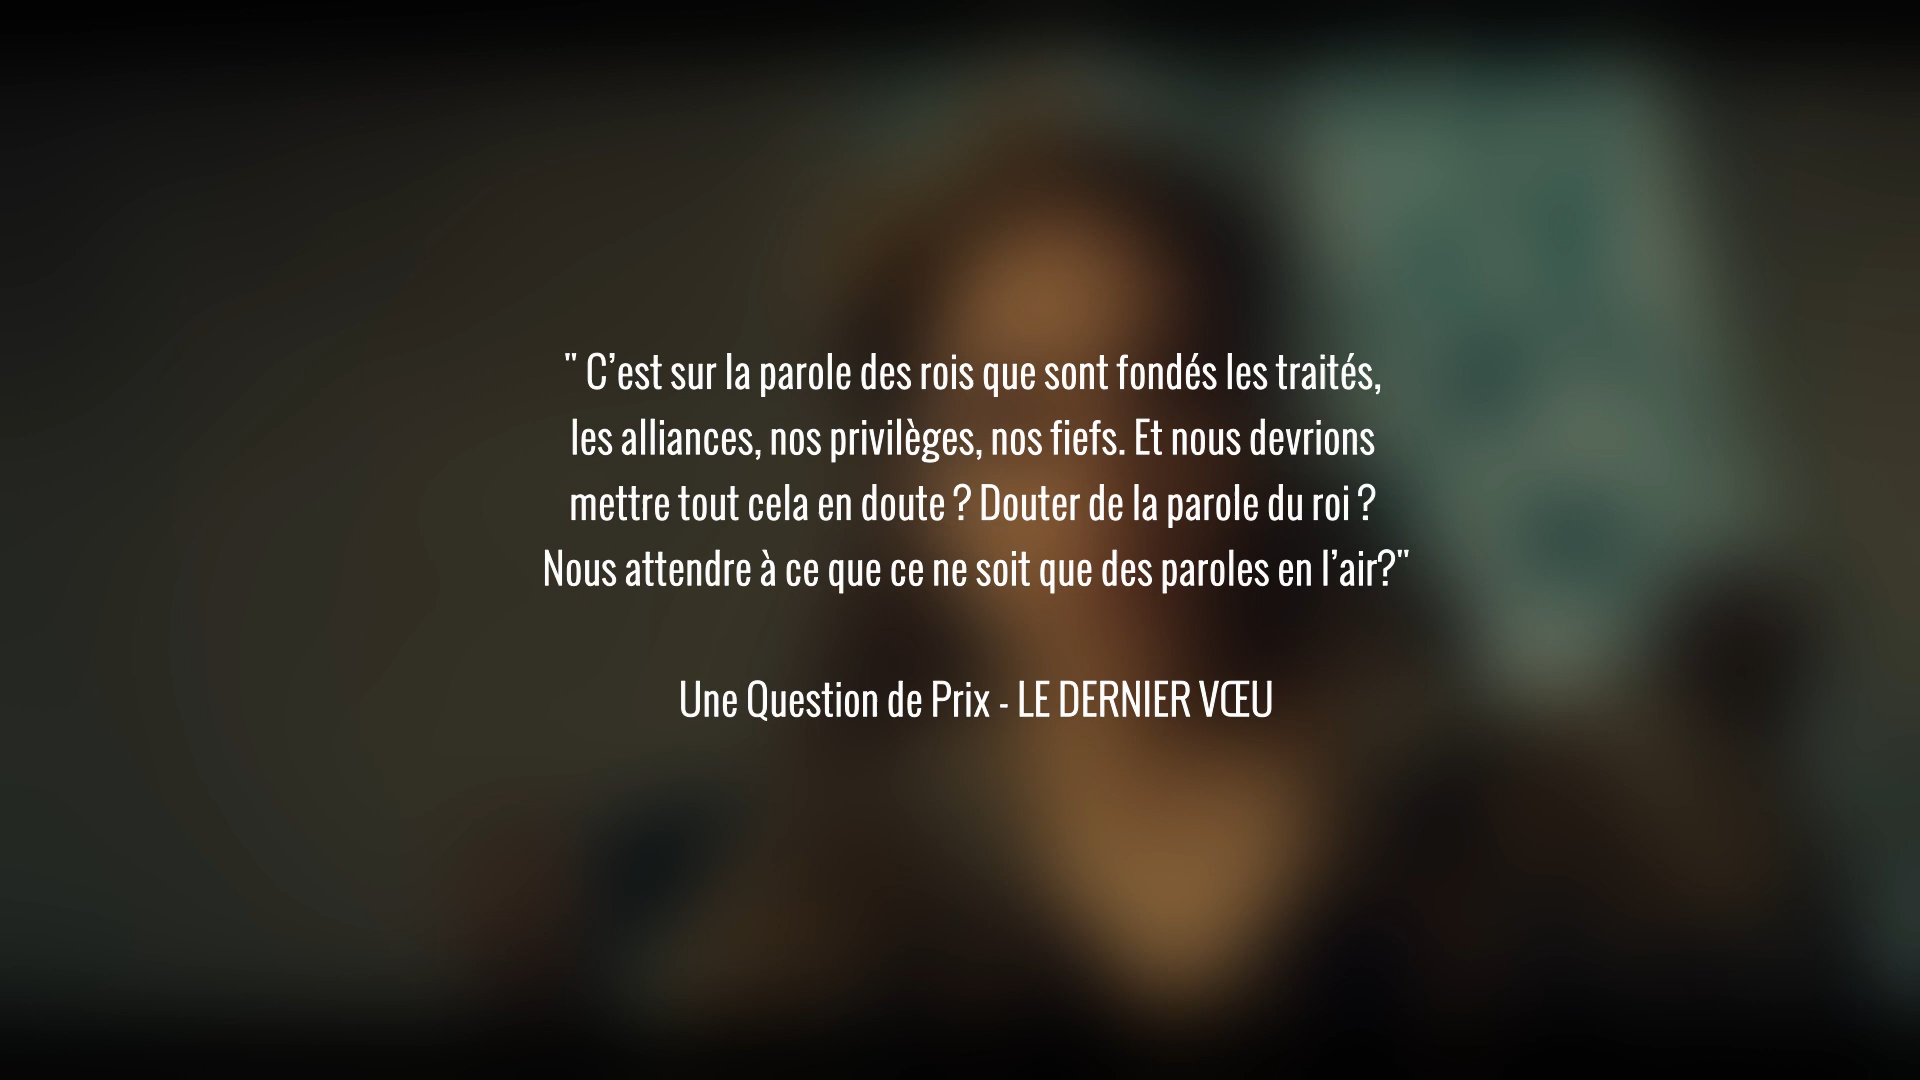 " C’est sur la parole des rois que sont fondés les traités,
les alliances, nos privilèges, nos fiefs. Et nous devrions
mettre tout cela en doute ? Douter de la parole du roi ?
Nous attendre à ce que ce ne soit que des paroles en l’air?"
Une Question de Prix - LE DERNIER VŒU